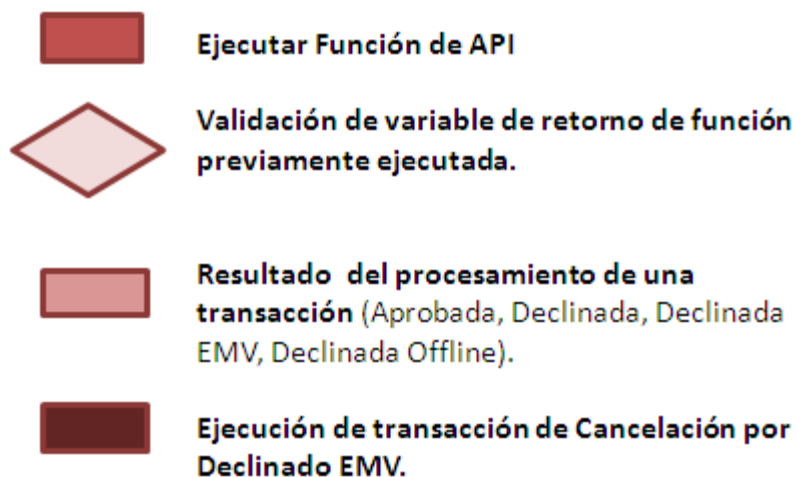 Ejecutar Función de API
Validación de variable de retorno de función
previamente ejecutada.
Resultado del procesamiento de una
transacción (Aprobada, Declinada, Declinada
EMV, Declinada Offline).
Ejecución de transacción de Cancelación por
Declinado EMV.